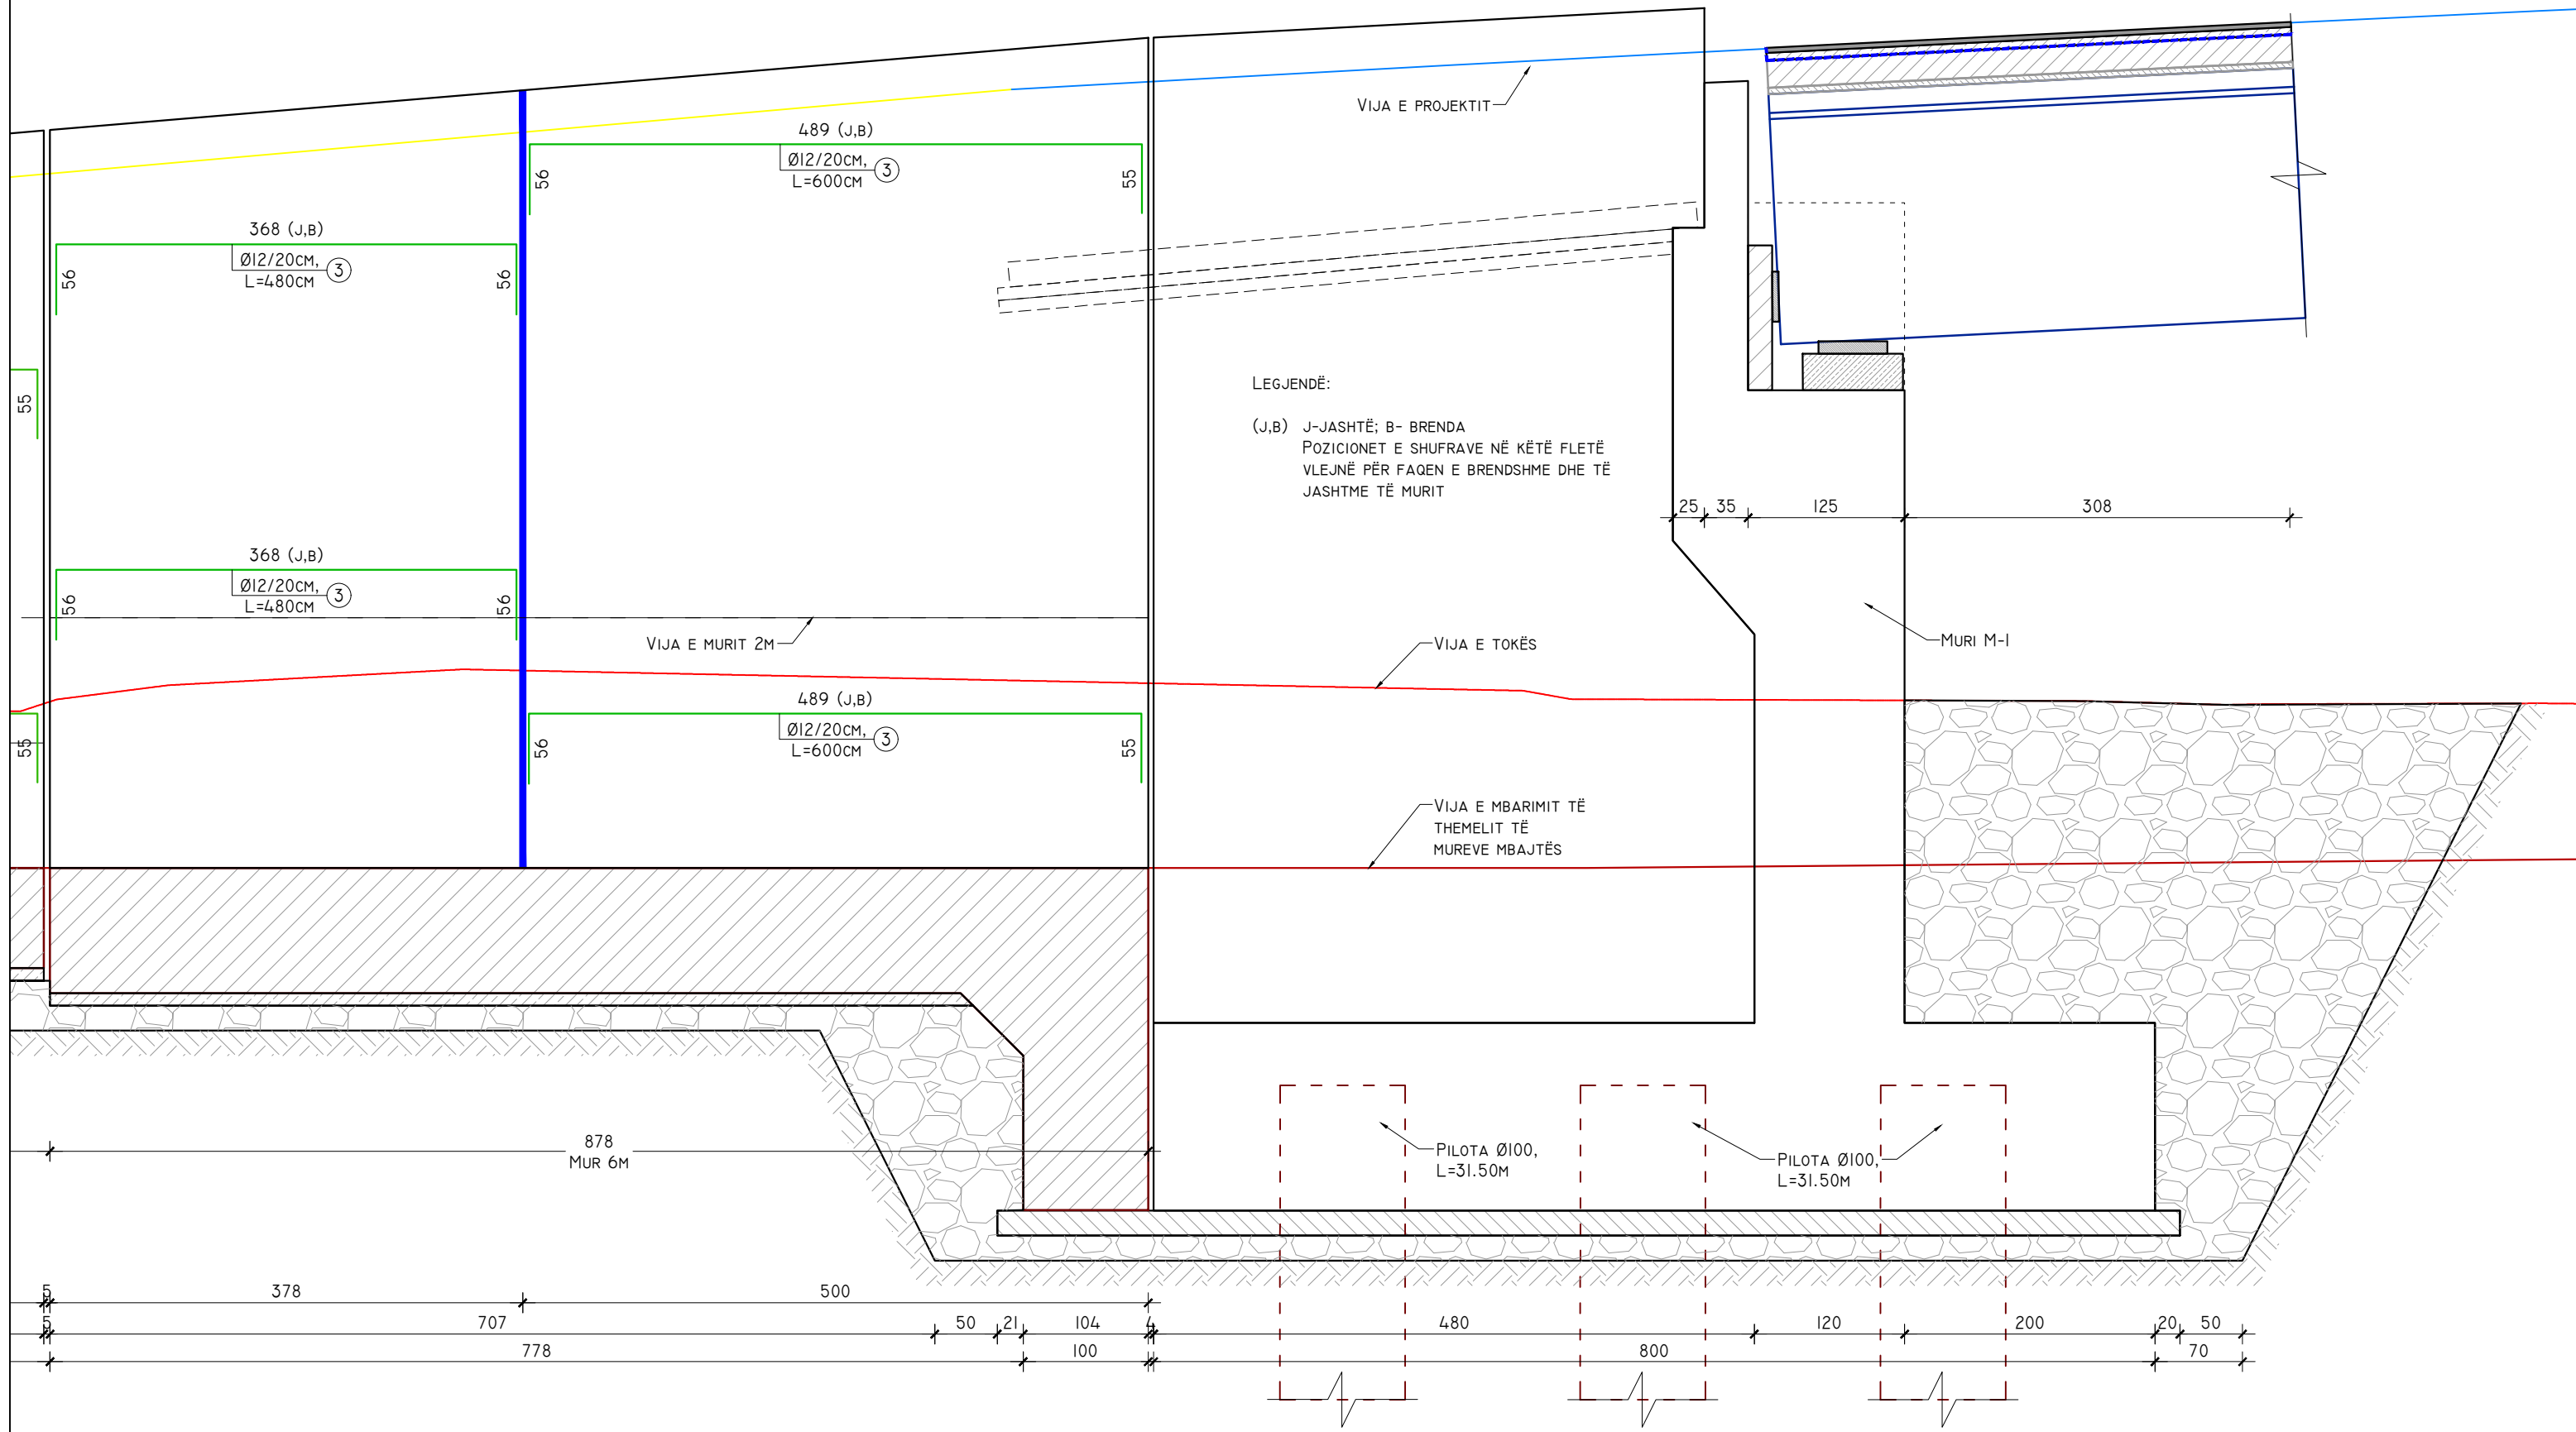 VIJA E PROJEKTIT
489 (J,B)
Ø12/20CM,
L=600CM
3
56
55
368 (J,B)
Ø12/20CM,
L=480CM
3
56
56
55
LEGJENDË:
(J,B) J-JASHTË; B- BRENDA
POZICIONET E SHUFRAVE NË KËTË FLETË
VLEJNË PËR FAQEN E BRENDSHME DHE TË
JASHTME TË MURIT
25 35 125 308
368 (J,B)
Ø12/20CM,
L=480CM
3
56
56
VIJA E MURIT 2M
VIJA E TOKËS
MURI M-1
489 (J,B)
Ø12/20CM,
L=600CM
3
55
56
55
VIJA E MBARIMIT TË
THEMELIT TË
MUREVE MBAJTËS
878
MUR 6M
PILOTA Ø100,
L=31.50M
PILOTA Ø100,
L=31.50M
5 378 500
5 707 50 21 104 4 480 120 200 20 50
778 100 800 70